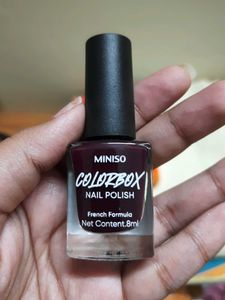 MINISO
COLORBOX
NAIL POLISH
French Formula
Net Content.8ml